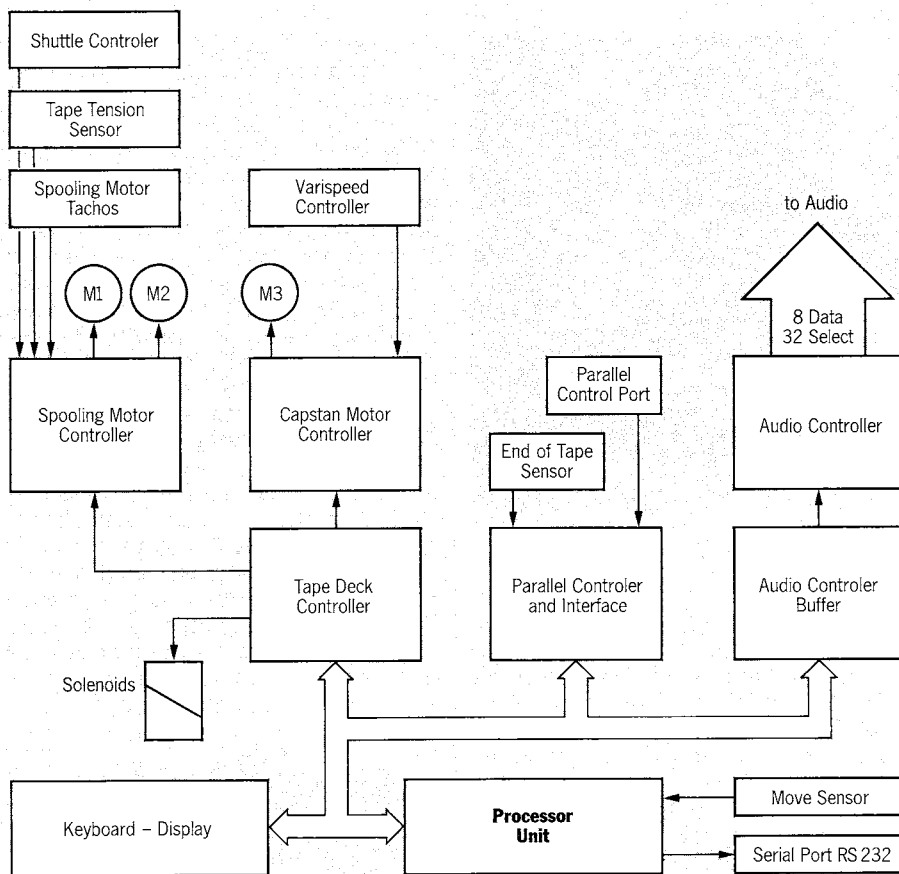 Shuttle Controler
Tape Tension
Sensor
Spooling Motor
Tachos
Varispeed
Controller
to Audio
M1
M2
M3
8 Data
32 Select
Spooling Motor
Controller
Capstan Motor
Controller
Parallel
Control Port
End of Tape
Sensor
Audio Controller
Tape Deck
Controller
Parallel Controler
and Interface
Audio Controler
Buffer
Solenoids
Keyboard – Display
Processor
Unit
Move Sensor
Serial Port RS 232